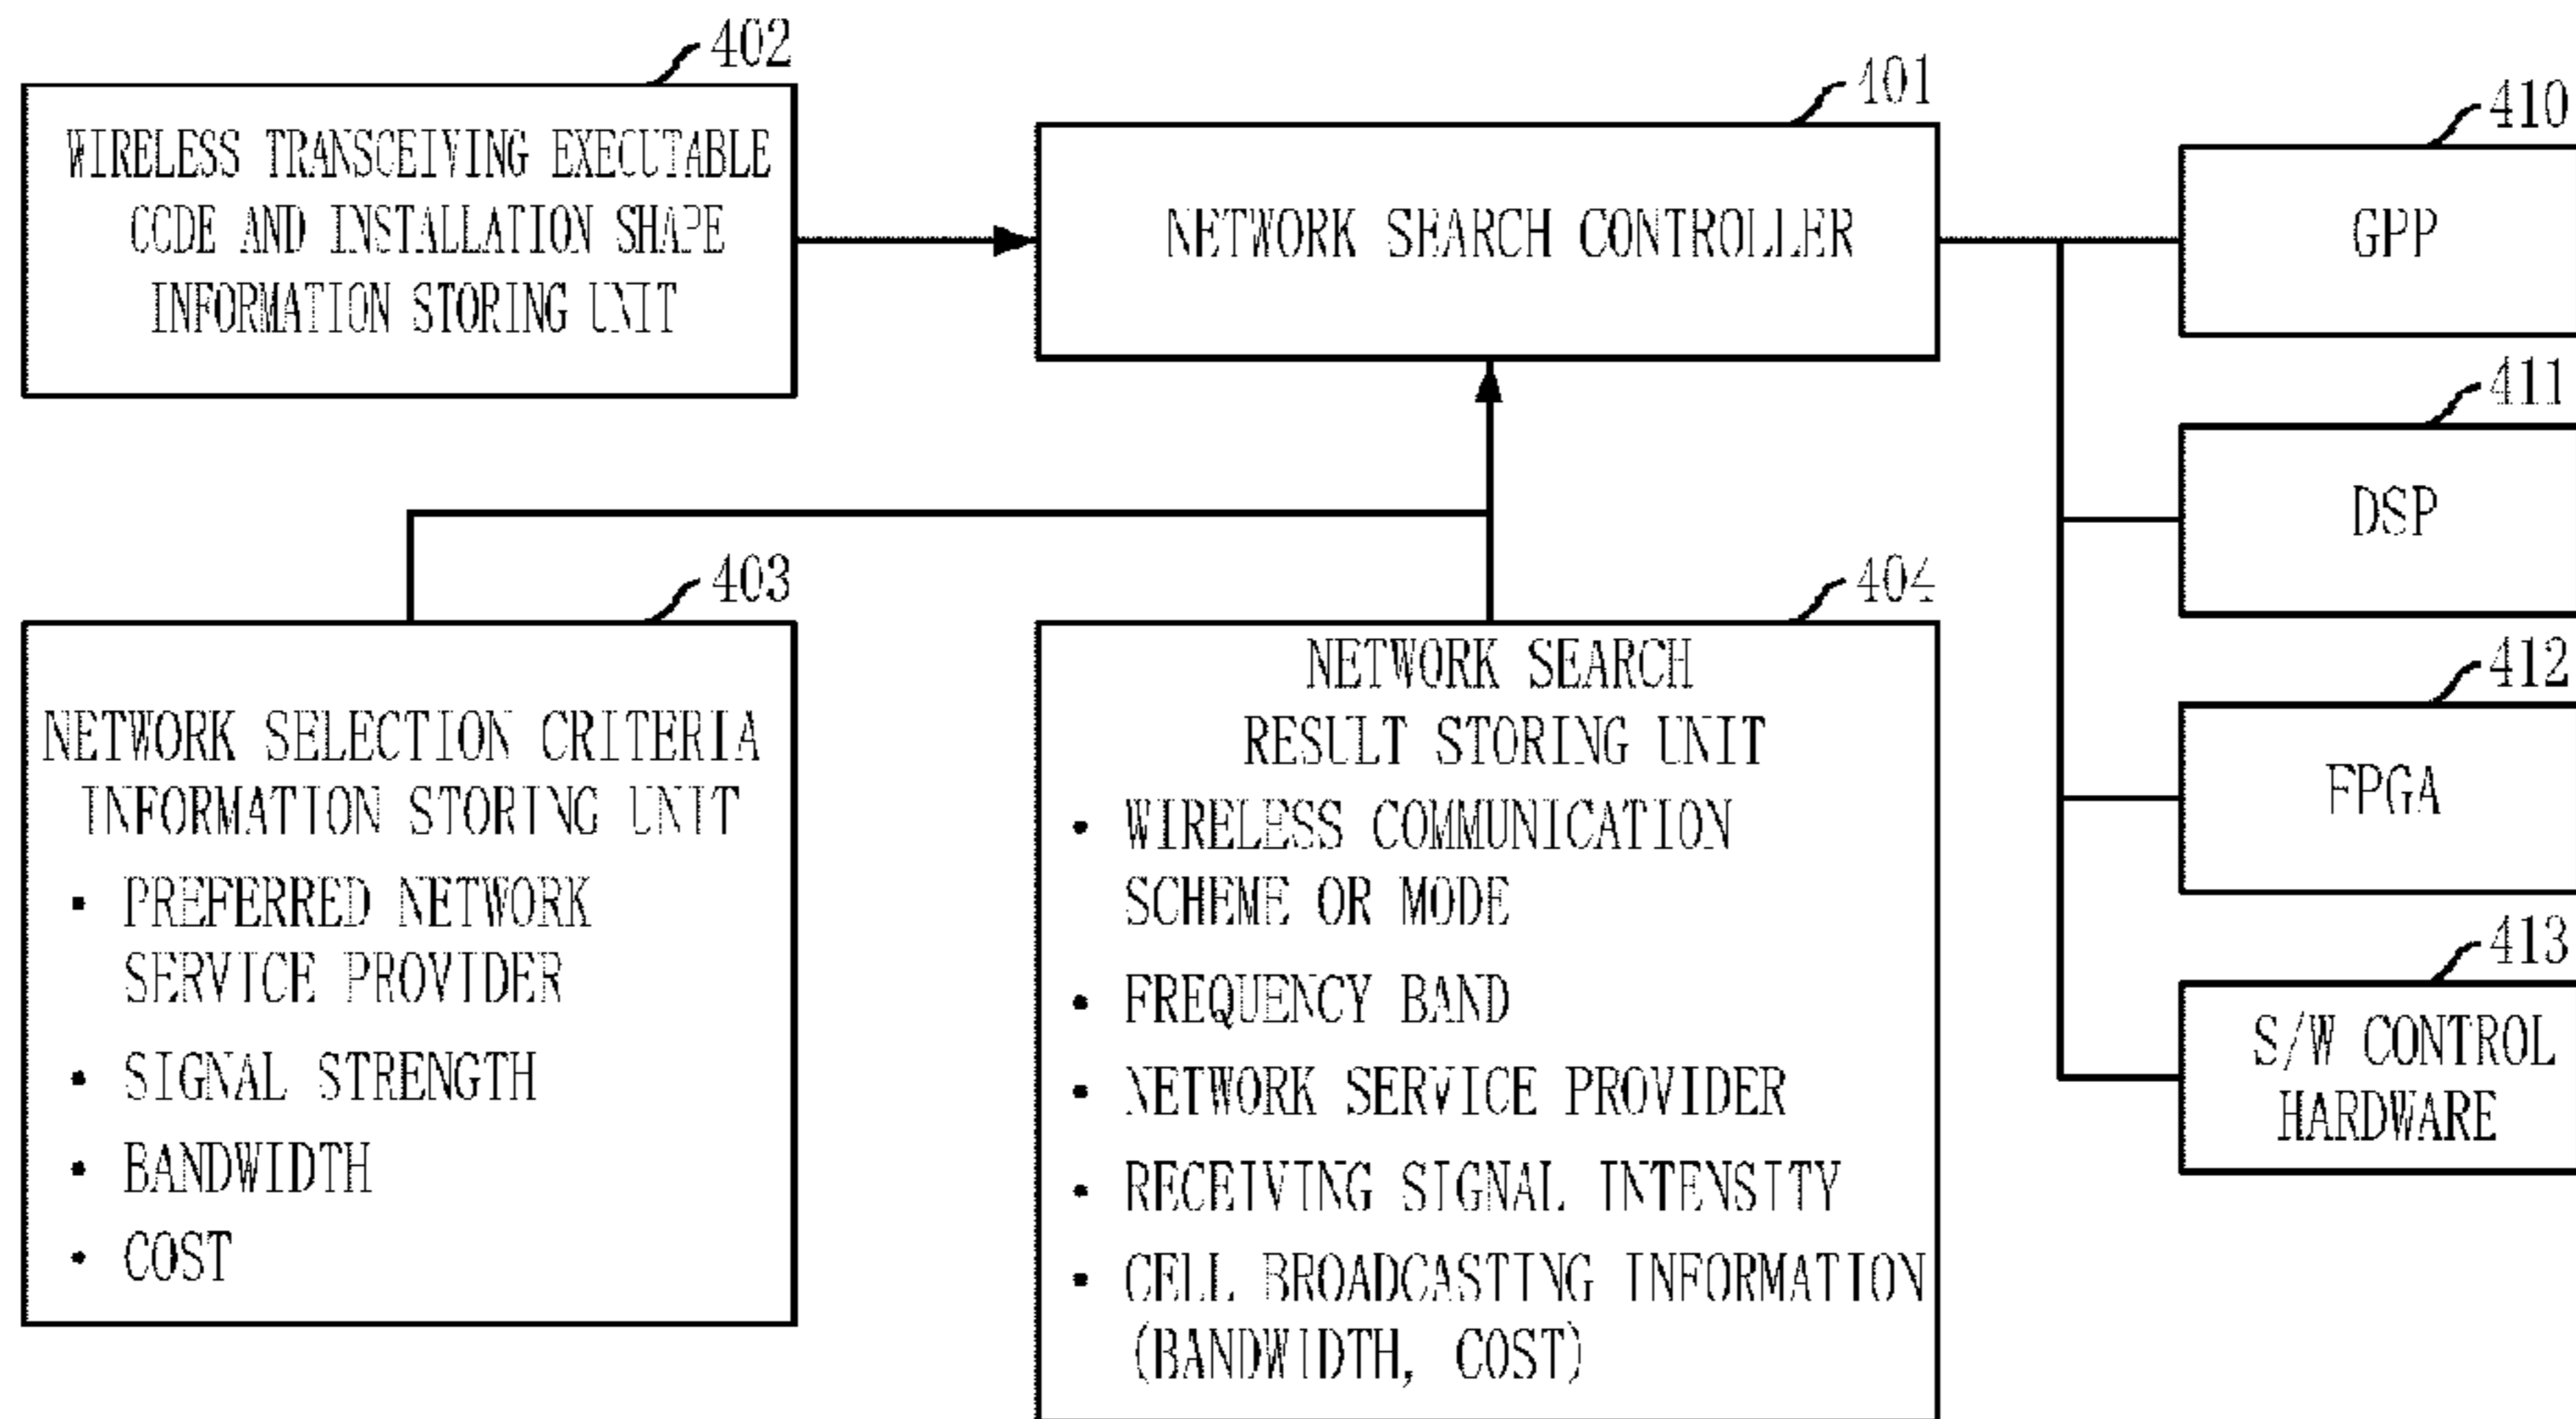 402
WIRELESS TRANSCEIVING EXECUTABLE
CODE AND INSTALLATION SHAPE
INFORMATION STORING UNIT
401
NETWORK SEARCH CONTROLLER
410
GPP
411
DSP
412
FPGA
413
S/W CONTROL
HARDWARE
403
NETWORK SELECTION CRITERIA
INFORMATION STORING UNIT
• PREFERRED NETWORK
SERVICE PROVIDER
• SIGNAL STRENGTH
• BANDWIDTH
• COST
404
NETWORK SEARCH
RESULT STORING UNIT
• WIRELESS COMMUNICATION
SCHEME OR MODE
• FREQUENCY BAND
• NETWORK SERVICE PROVIDER
• RECEIVING SIGNAL INTENSITY
• CELL BROADCASTING INFORMATION
(BANDWIDTH, COST)